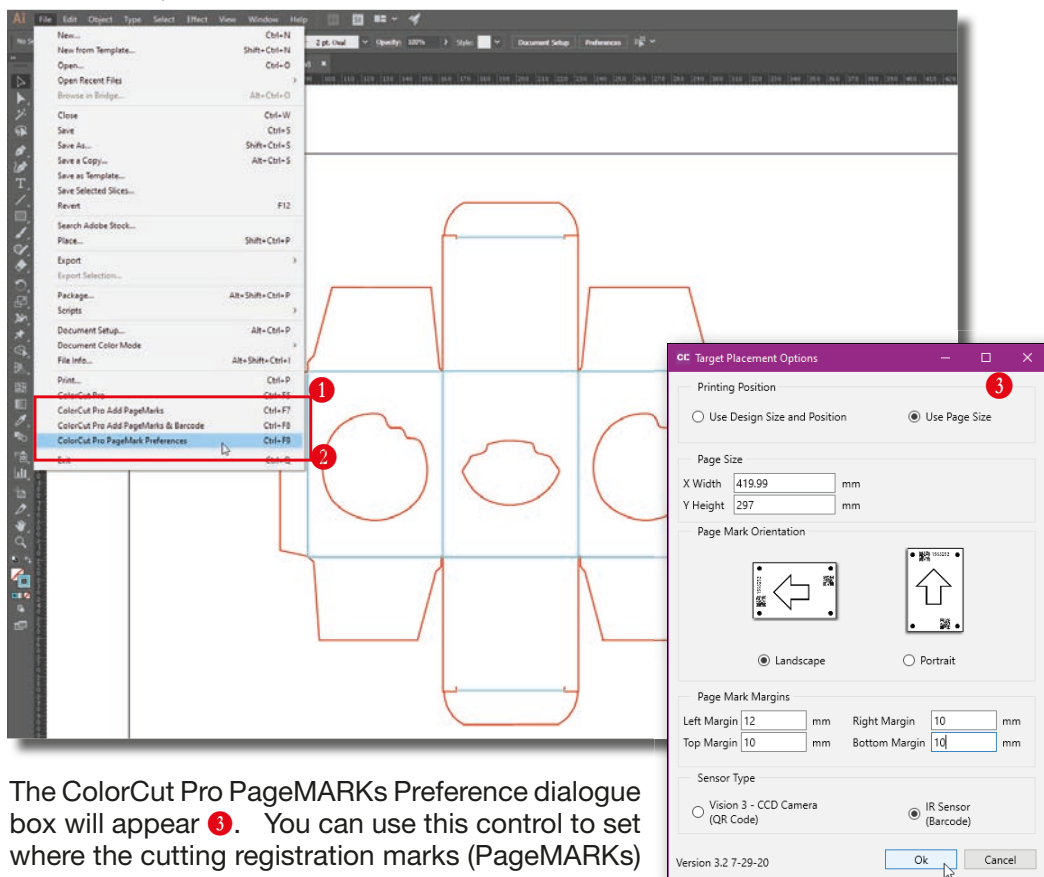 Ai File Edit Object Type Select Effect View Window Help
2 pt. Oval Opacity: 100% Style: Document Setup Preferences
New... Ctrl+N
New from Template... Shift+Ctrl+N
Open... Ctrl+O
Open Recent Files
Browse in Bridge... Alt+Ctrl+O
Close Ctrl+W
Save Ctrl+S
Save As... Shift+Ctrl+S
Save a Copy... Alt+Ctrl+S
Save as Template...
Save Selected Slices...
Revert F12
Search Adobe Stock...
Place... Shift+Ctrl+P
Export
Export Selection...
Package... Alt+Shift+Ctrl+P
Scripts
Document Setup... Alt+Ctrl+P
Document Color Mode
File Info... Alt+Shift+Ctrl+I
Print... Ctrl+P
ColorCut Pro
1
ColorCut Pro Add PageMarks Ctrl+F7
ColorCut Pro Add PageMarks & Barcode Ctrl+F8
ColorCut Pro PageMark Preferences Ctrl+F9
2
Exit Ctrl+Q
CC Target Placement Options
3
Printing Position
Use Design Size and Position Use Page Size
Page Size
X Width 419.99 mm
Y Height 297 mm
Page Mark Orientation
Landscape Portrait
Page Mark Margins
Left Margin 12 mm Right Margin 10 mm
Top Margin 10 mm Bottom Margin 10 mm
Sensor Type
Vision 3 - CCD Camera
(QR Code)
IR Sensor
(Barcode)
Version 3.2 7-29-20 Ok Cancel
The ColorCut Pro PageMARKs Preference dialogue
box will appear 3. You can use this control to set
where the cutting registration marks (PageMARKs)